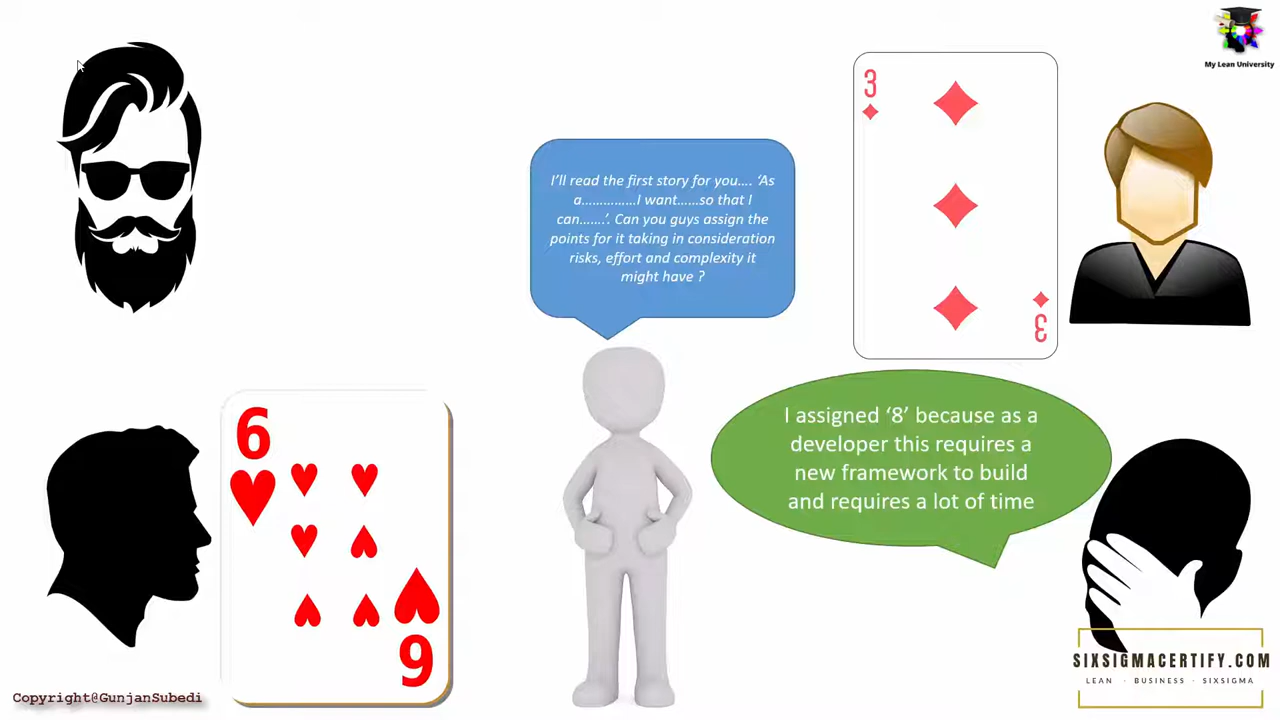 My Lean University
3
I'll read the first story for you.... 'As
a...............I want......so that I
can.......'. Can you guys assign the
points for it taking in consideration
risks, effort and complexity it
might have ?
3
6
I assigned '8' because as a
developer this requires a
new framework to build
and requires a lot of time
6
SIXSIGMACERTIFY.COM
LEAN · BUSINESS · SIXSIGMA
Copyright@GunjanSubedi